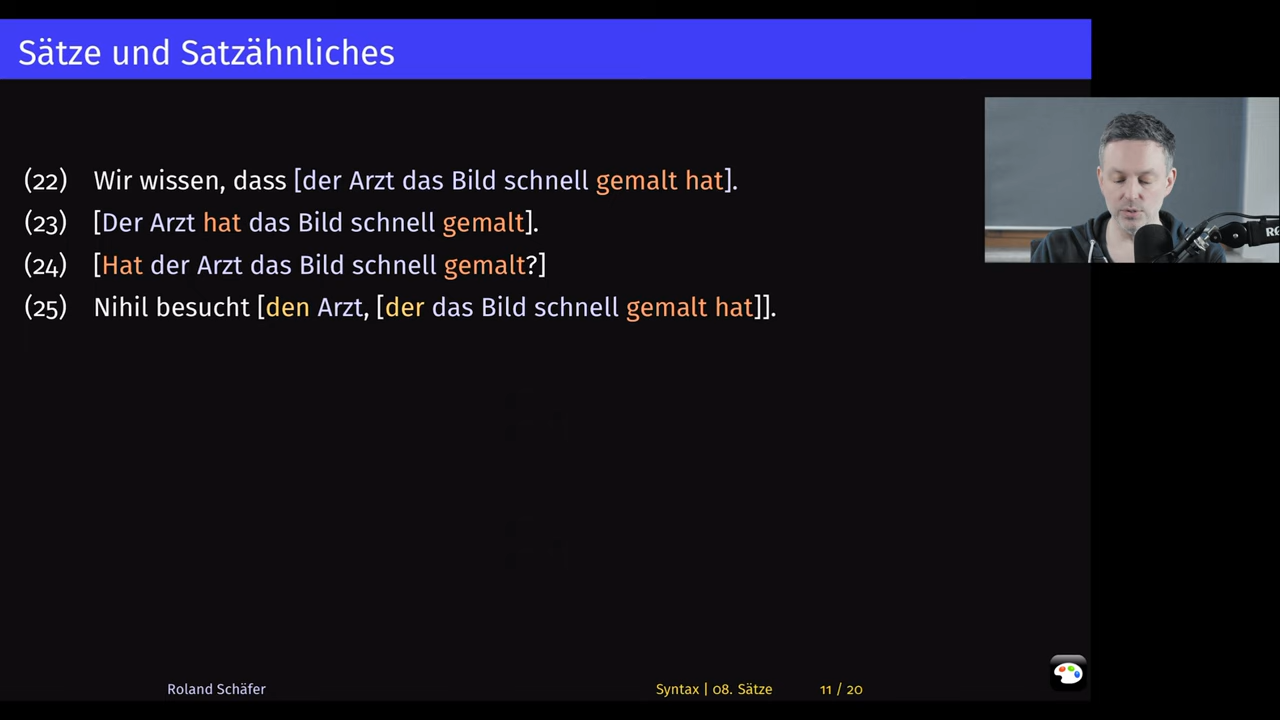 Sätze und Satzähnliches
(22) Wir wissen, dass [der Arzt das Bild schnell gemalt hat].
(23) [Der Arzt hat das Bild schnell gemalt].
(24) [Hat der Arzt das Bild schnell gemalt?]
(25) Nihil besucht [den Arzt, [der das Bild schnell gemalt hat]].
Roland Schäfer Syntax | 08. Sätze 11 / 20